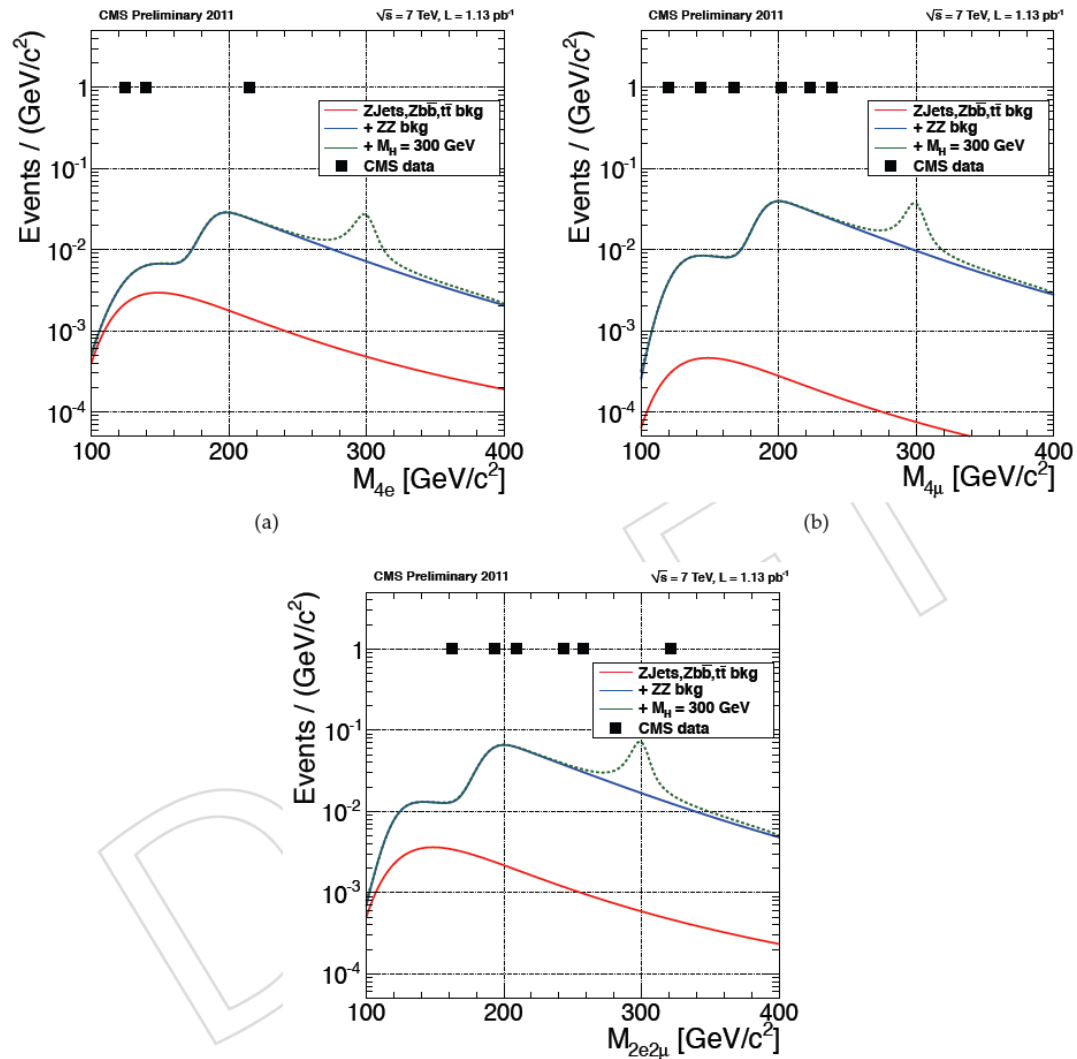 CMS Preliminary 2011
√s = 7 TeV, L = 1.13 pb⁻¹
Events / (GeV/c²)
1
10⁻¹
10⁻²
10⁻³
10⁻⁴
ZJets,Zbb̅,tt̅ bkg
+ ZZ bkg
+ M_H = 300 GeV
CMS data
100 200 300 400
M_4e [GeV/c²]
(a)
CMS Preliminary 2011
√s = 7 TeV, L = 1.13 pb⁻¹
Events / (GeV/c²)
1
10⁻¹
10⁻²
10⁻³
10⁻⁴
ZJets,Zbb̅,tt̅ bkg
+ ZZ bkg
+ M_H = 300 GeV
CMS data
100 200 300 400
M_4μ [GeV/c²]
(b)
CMS Preliminary 2011
√s = 7 TeV, L = 1.13 pb⁻¹
Events / (GeV/c²)
1
10⁻¹
10⁻²
10⁻³
10⁻⁴
ZJets,Zbb̅,tt̅ bkg
+ ZZ bkg
+ M_H = 300 GeV
CMS data
100 200 300 400
M_2e2μ [GeV/c²]